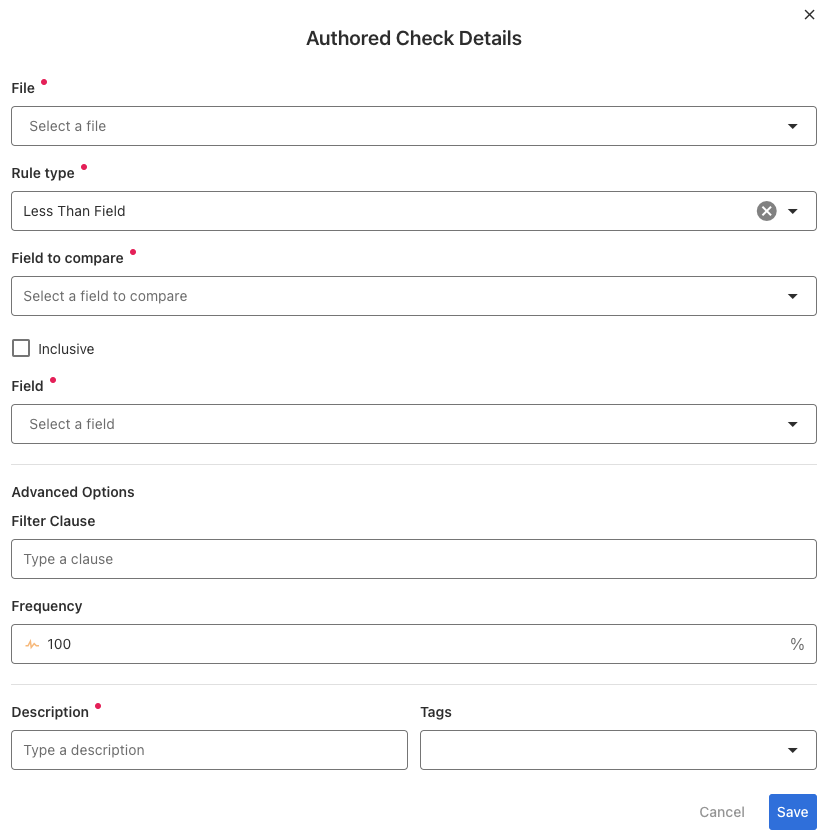 Authored Check Details
File
Select a file
Rule type
Less Than Field
Field to compare
Select a field to compare
Inclusive
Field
Select a field
Advanced Options
Filter Clause
Type a clause
Frequency
100 %
Description Tags
Type a description
Cancel Save